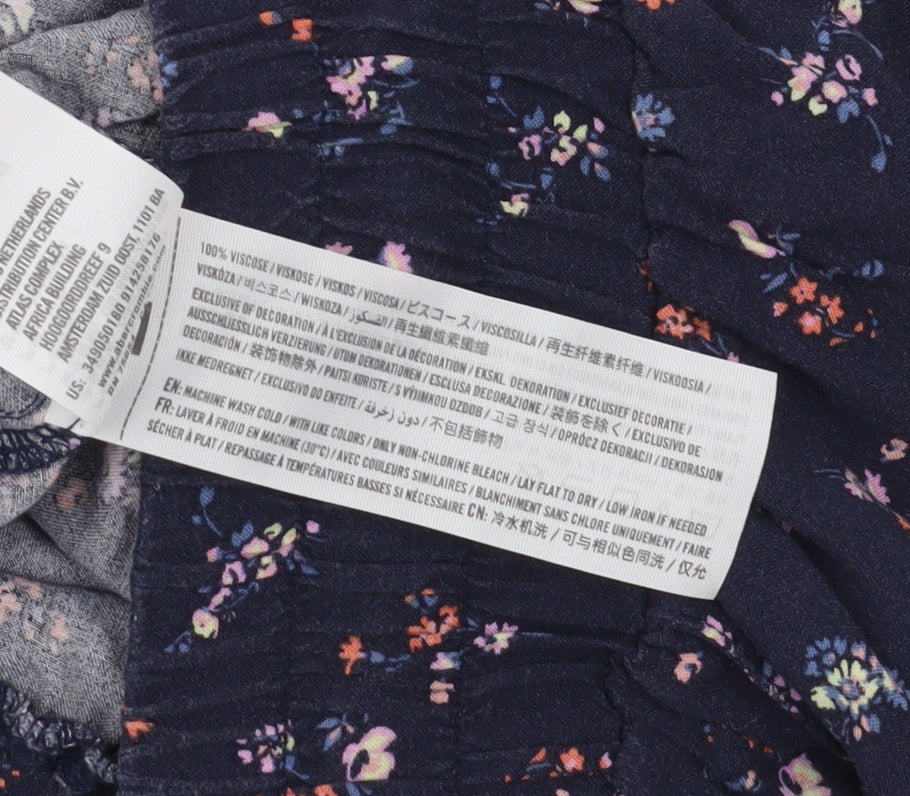 NETHERLANDS
DISTRIBUTION CENTER B.V.
ATLAS COMPLEX
AFRICA BUILDING
HOOGOORDDREEF 9
AMSTERDAM ZUID OOST, 1101 BA
US:
www.aber
RN 7
100% VISCOSE / VISKOSE / VISKOS / VISCOSA / ビスコース / VISCOSILLA / 再生纤维素纤维 / VISKOOSIA /
VISKÓZA / 비스코스 / WISKOZA / الفسكوز / 再生纖維素纖維
EXCLUSIVE OF DECORATION / À L'EXCLUSION DE LA DÉCORATION / EKSKL. DEKORATION / EXCLUSIEF DECORATIE /
AUSSCHLIESSLICH VERZIERUNG / UTOM DEKORATIONEN / ESCLUSA DECORAZIONE / 装飾を除く / EXCLUSIVO DE
DECORACIÓN / 装饰物除外 / PAITSI KORISTE / S VÝJIMKOU OZDOB / 고급 장식 / OPRÓCZ DEKORACJI / DEKORASJON
IKKE MEDREGNET / EXCLUSIVO DO ENFEITE / دون زخرفة / 不包括飾物
EN: MACHINE WASH COLD / WITH LIKE COLORS / ONLY NON-CHLORINE BLEACH / LAY FLAT TO DRY / LOW IRON IF NEEDED
FR: LAVER À FROID EN MACHINE (30°C) / AVEC COULEURS SIMILAIRES / BLANCHIMENT SANS CHLORE UNIQUEMENT / FAIRE
SÉCHER À PLAT / REPASSAGE À TEMPÉRATURES BASSES SI NÉCESSAIRE CN: 冷水机洗 / 可与相似色同洗 / 仅允